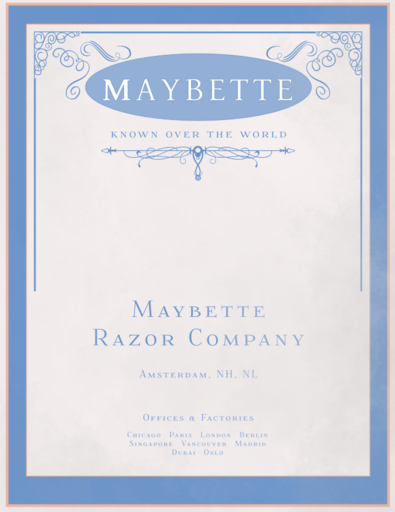 MAYBETTE
KNOWN OVER THE WORLD
MAYBETTE
RAZOR COMPANY
AMSTERDAM, NH, NL
OFFICES & FACTORIES
CHICAGO PARIS LONDON BERLIN
SINGAPORE VANCOUVER MADRID
DUBAI OSLO